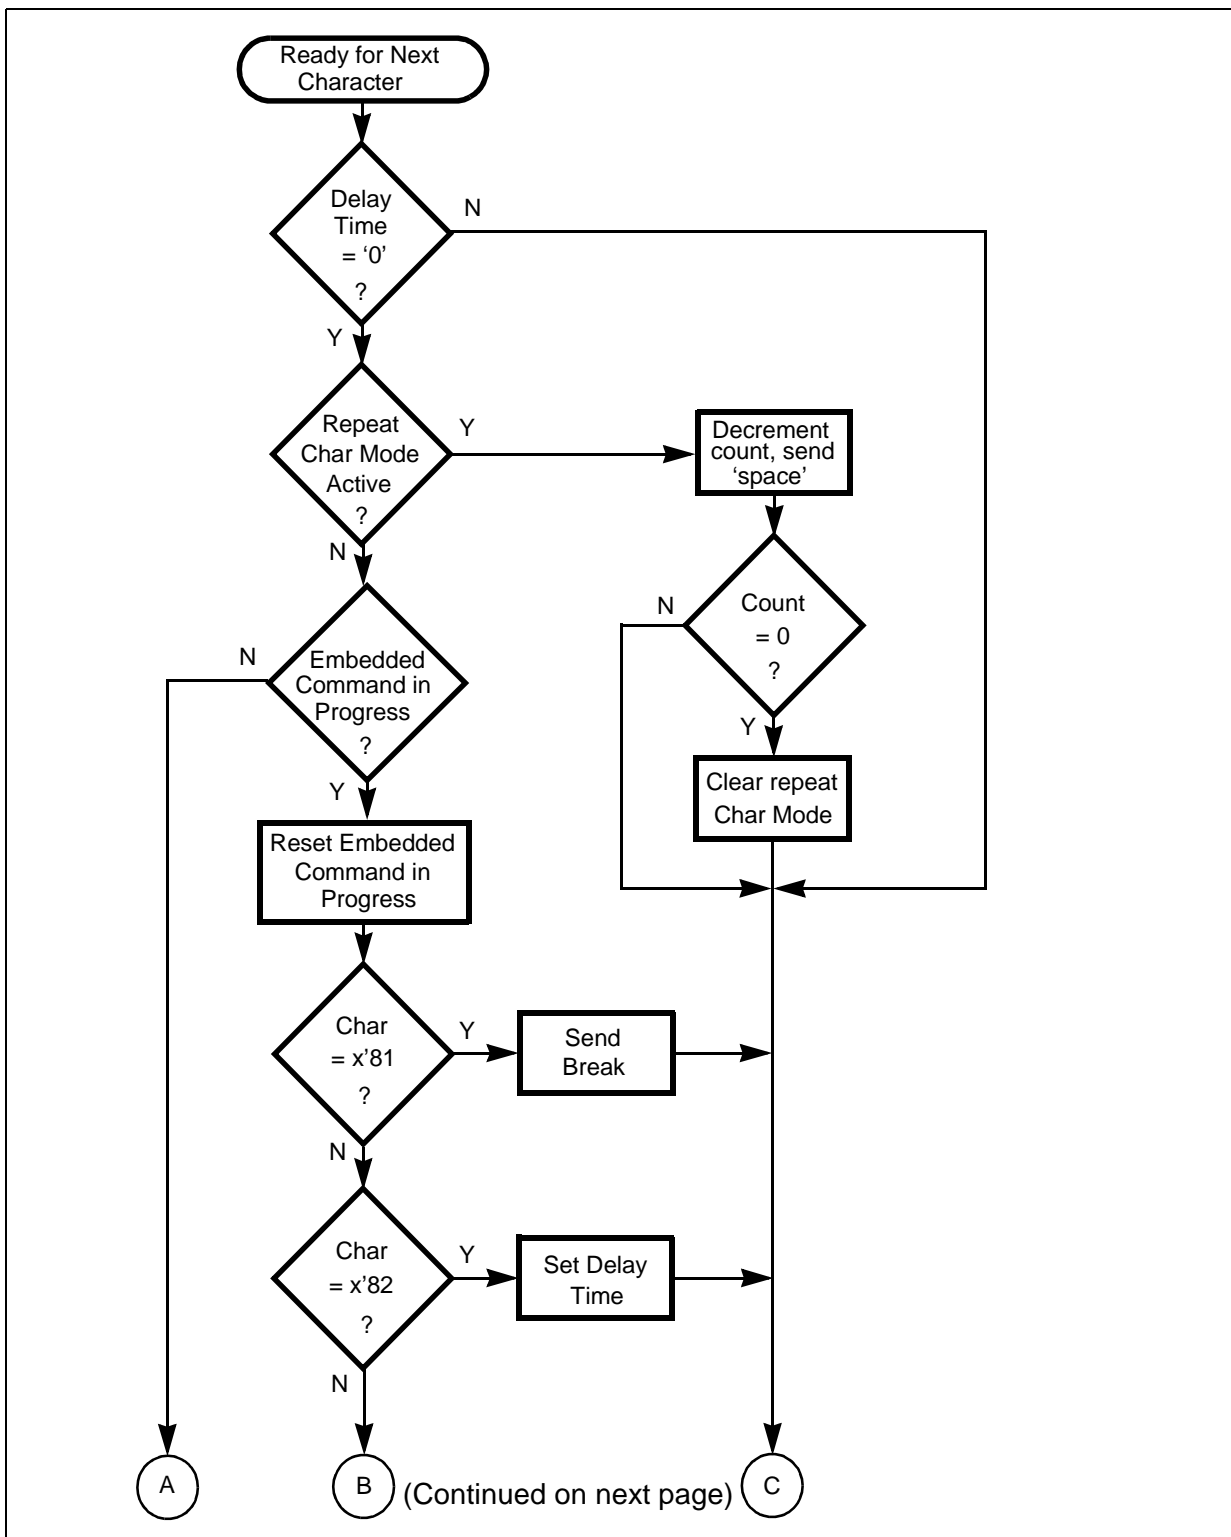 Ready for Next
Character
Delay
Time
= ‘0’
?
N
Y
Repeat
Char Mode
Active
?
Y
N
Decrement
count, send
‘space’
Count
= 0
?
N
Y
Clear repeat
Char Mode
Embedded
Command in
Progress
?
N
Y
Reset Embedded
Command in
Progress
Char
= x’81
?
Y
N
Send
Break
Char
= x’82
?
Y
N
Set Delay
Time
A
B
(Continued on next page)
C